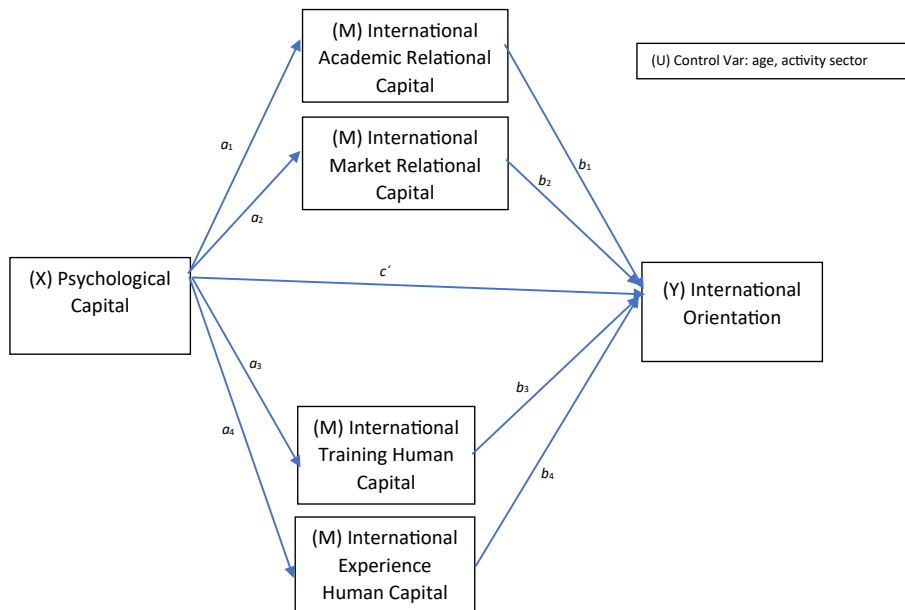 (M) International
Academic Relational
Capital
(U) Control Var: age, activity sector
(M) International
Market Relational
Capital
a₁
b₁
b₂
a₂
(X) Psychological
Capital
c´
(Y) International
Orientation
a₃
b₃
a₄
(M) International
Training Human
Capital
b₄
(M) International
Experience
Human Capital